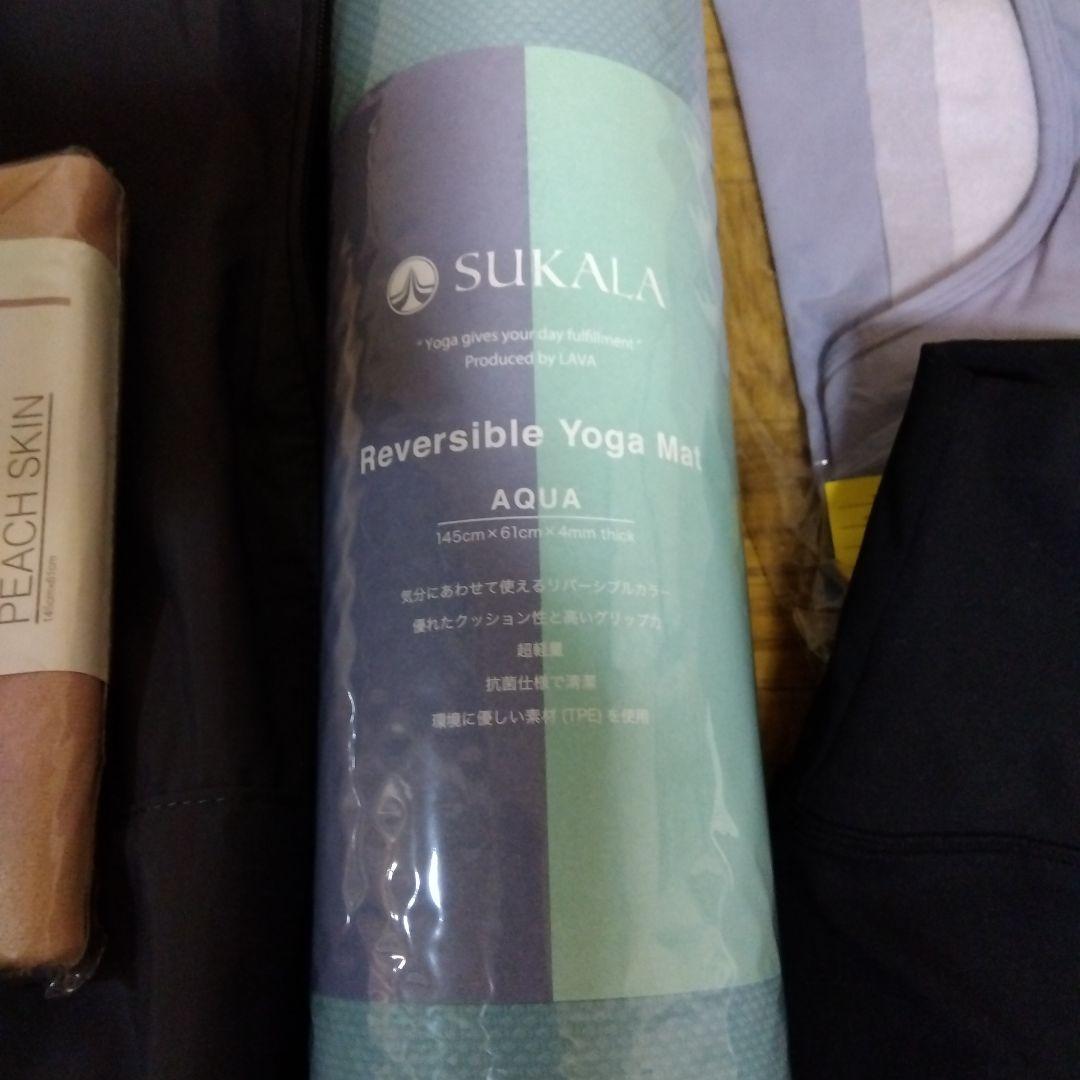 SUKALA
"Yoga gives your day fulfillment"
Produced by LAVA
Reversible Yoga Mat
AQUA
145cm×61cm×4mm thick
気分にあわせて使えるリバーシブルカラー
優れたクッション性と高いグリップ力
超軽量
抗菌仕様で清潔
環境に優しい素材 (TPE) を使用
PEACH SKIN